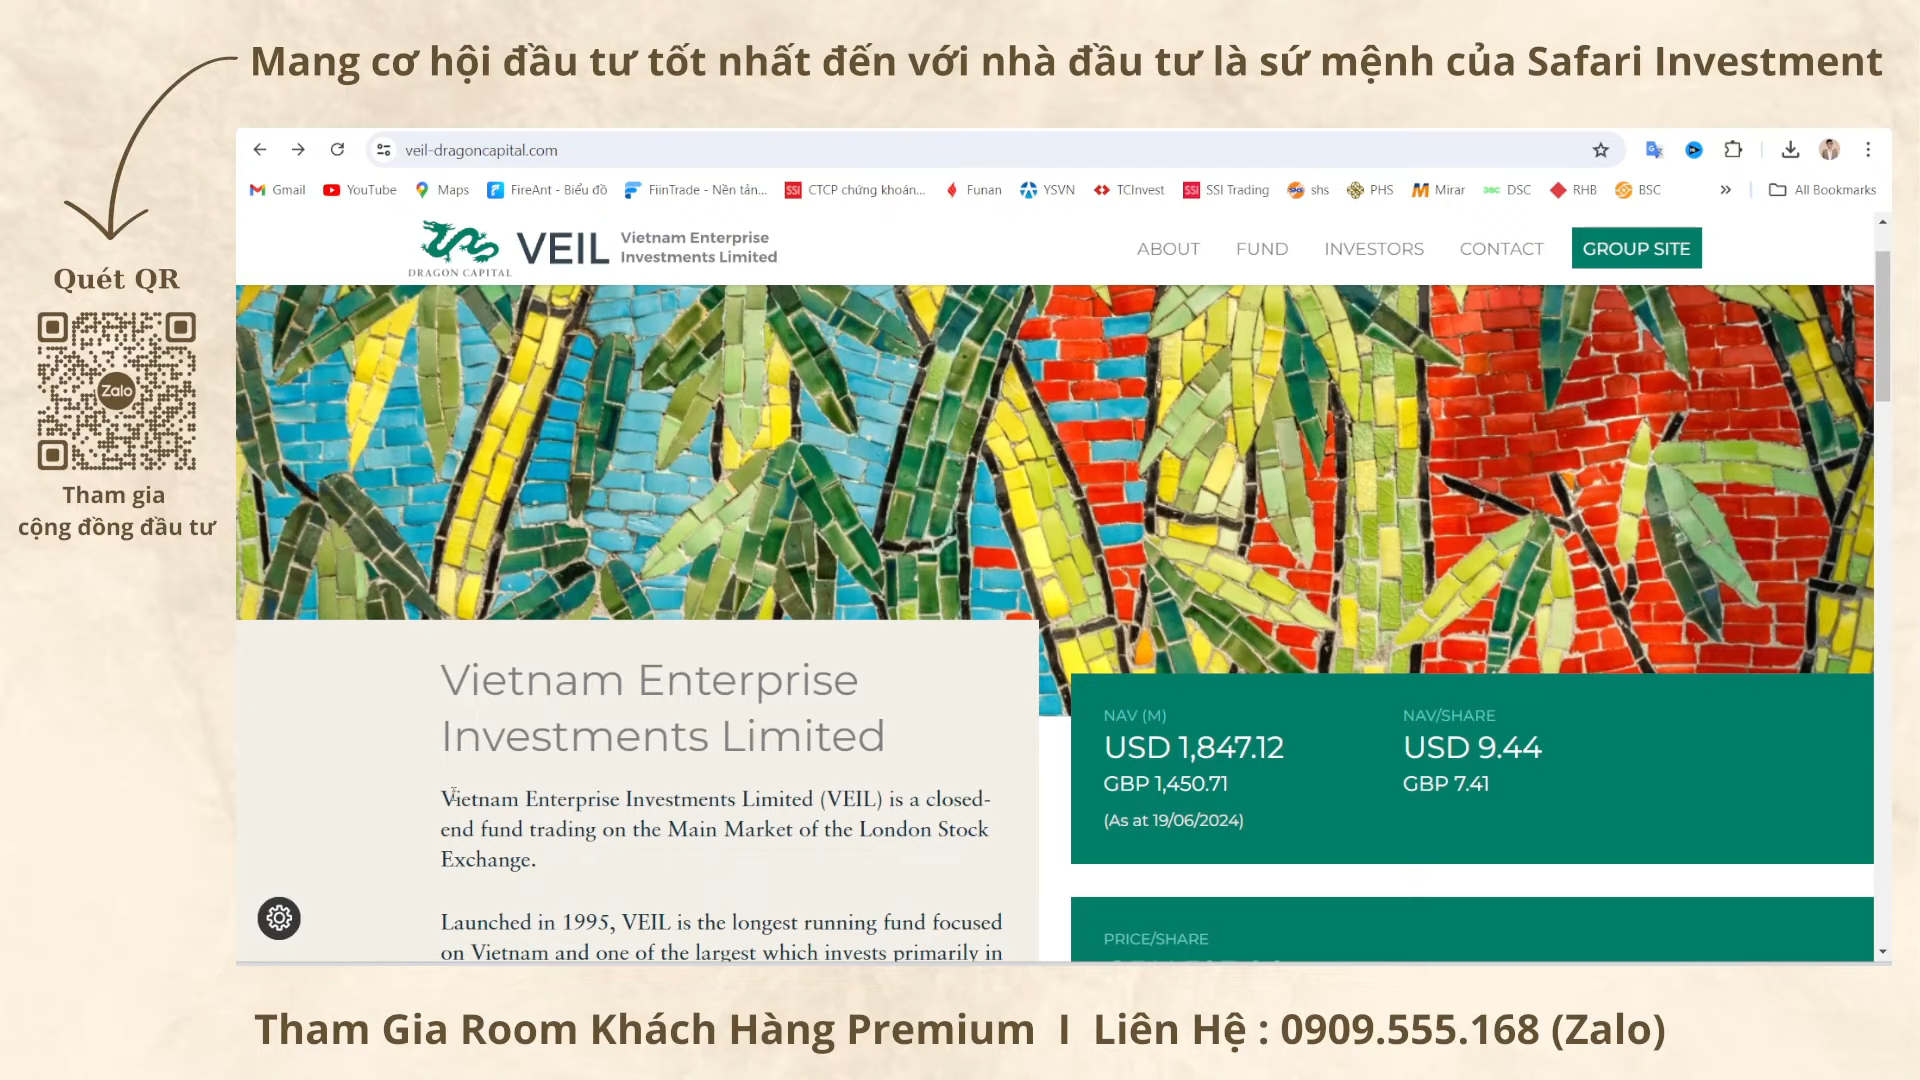 Mang cơ hội đầu tư tốt nhất đến với nhà đầu tư là sứ mệnh của Safari Investment
Quét QR
Zalo
Tham gia
cộng đồng đầu tư
veil-dragoncapital.com
Gmail YouTube Maps FireAnt - Biểu đồ FiinTrade - Nền tản... SSI CTCP chứng khoán... Funan YSVN TCInvest SSI SSI Trading shs PHS Mirar DSC RHB BSC » All Bookmarks
DRAGON CAPITAL
VEIL
Vietnam Enterprise
Investments Limited
ABOUT FUND INVESTORS CONTACT GROUP SITE
Vietnam Enterprise
Investments Limited
Vietnam Enterprise Investments Limited (VEIL) is a closed-
end fund trading on the Main Market of the London Stock
Exchange.
Launched in 1995, VEIL is the longest running fund focused
on Vietnam and one of the largest which invests primarily in
NAV (M)
USD 1,847.12
GBP 1,450.71
(As at 19/06/2024)
NAV/SHARE
USD 9.44
GBP 7.41
PRICE/SHARE
Tham Gia Room Khách Hàng Premium I Liên Hệ : 0909.555.168 (Zalo)